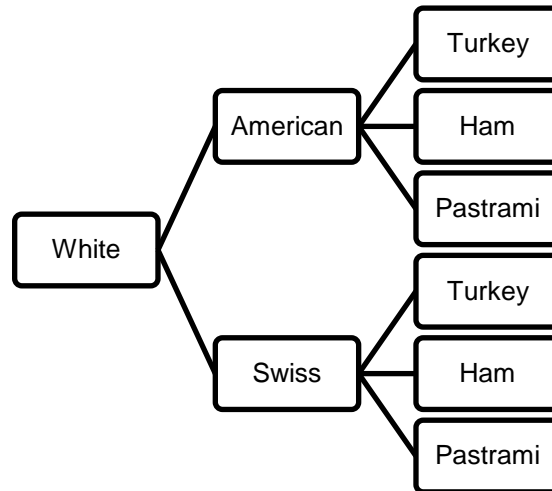 Turkey
American
Ham
Pastrami
White
Turkey
Swiss
Ham
Pastrami